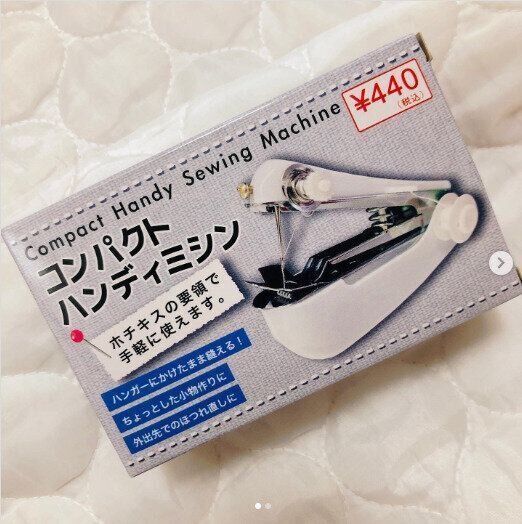 ¥440
(税込)
Compact Handy Sewing Machine
コンパクト
ハンディミシン
ホチキスの要領で
手軽に使えます。
ハンガーにかけたまま縫える!
ちょっとした小物作りに
外出先でのほつれ直しに